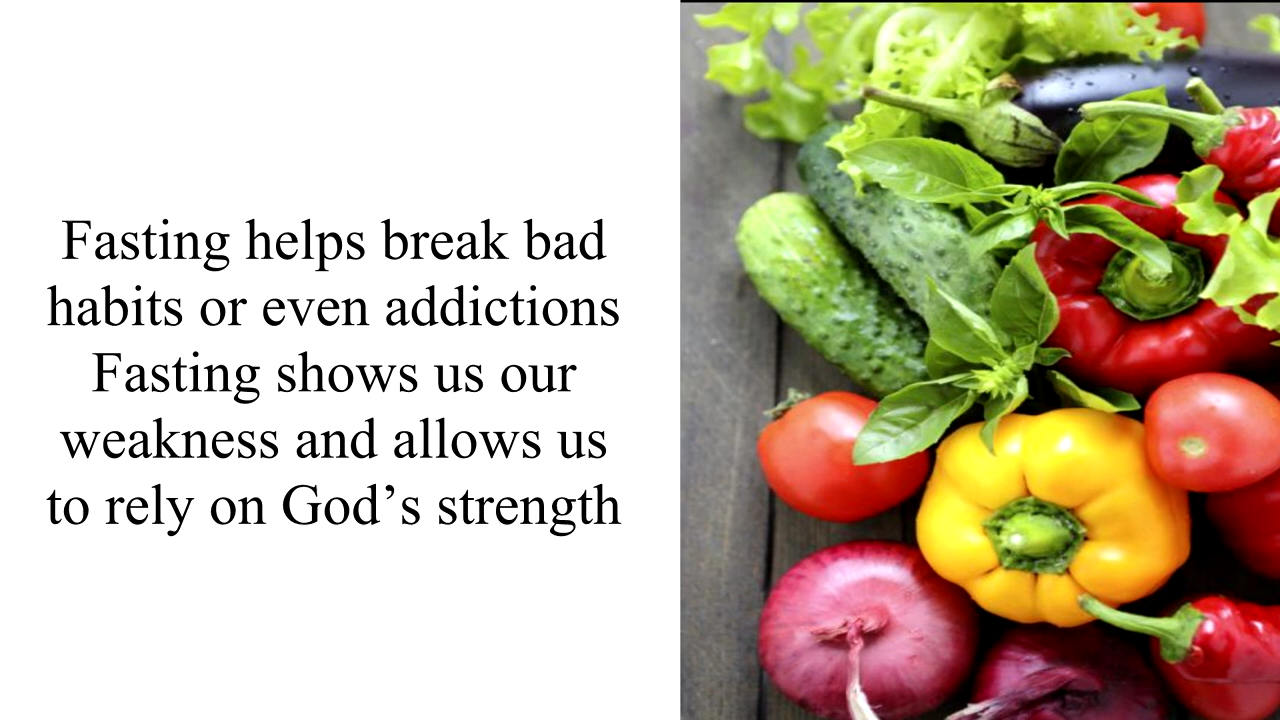 Fasting helps break bad
habits or even addictions
Fasting shows us our
weakness and allows us
to rely on God’s strength